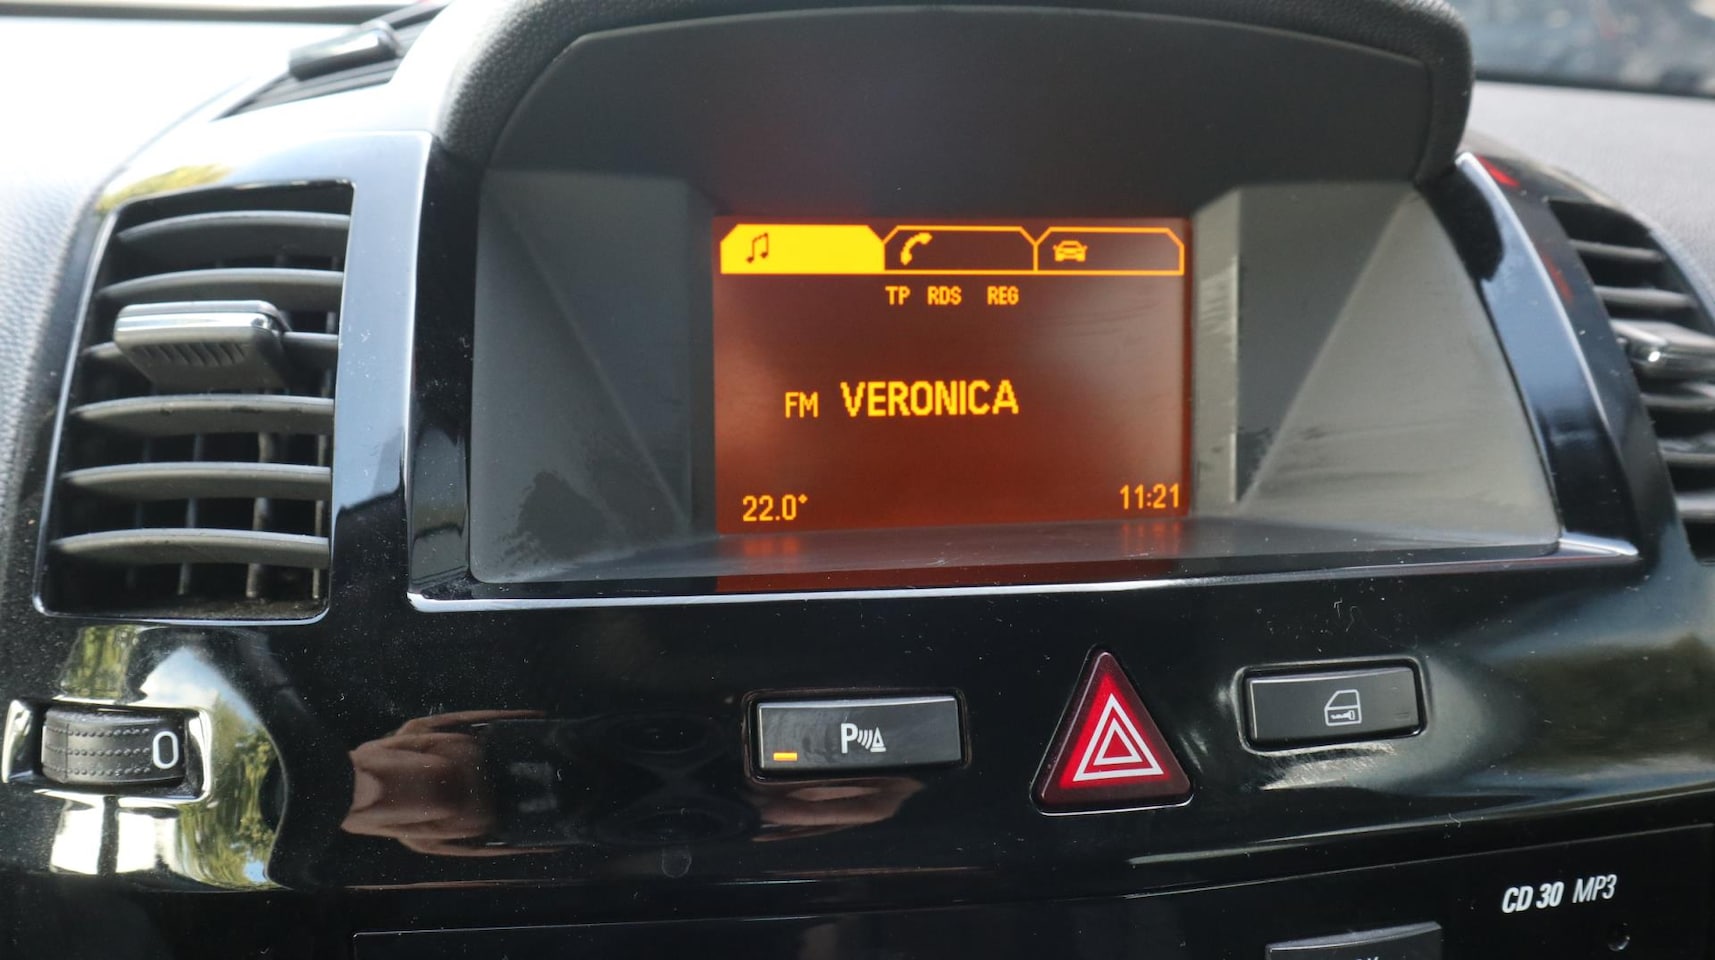 TP RDS REG
FM VERONICA
22.0° 11:21
0
P
CD 30 MP3